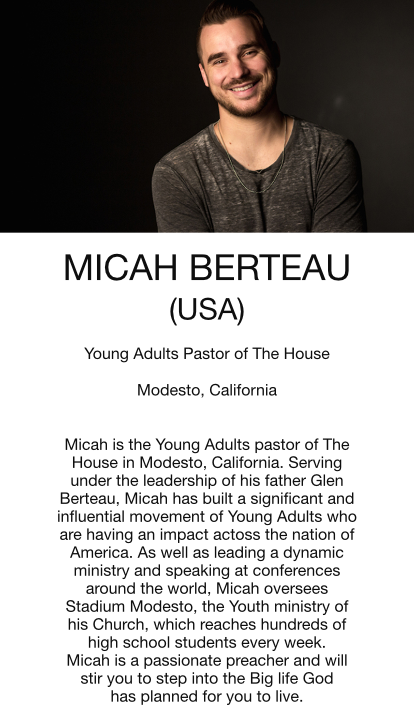 MICAH BERTEAU
(USA)
Young Adults Pastor of The House
Modesto, California
Micah is the Young Adults pastor of The
House in Modesto, California. Serving
under the leadership of his father Glen
Berteau, Micah has built a significant and
influential movement of Young Adults who
are having an impact actoss the nation of
America. As well as leading a dynamic
ministry and speaking at conferences
around the world, Micah oversees
Stadium Modesto, the Youth ministry of
his Church, which reaches hundreds of
high school students every week.
Micah is a passionate preacher and will
stir you to step into the Big life God
has planned for you to live.